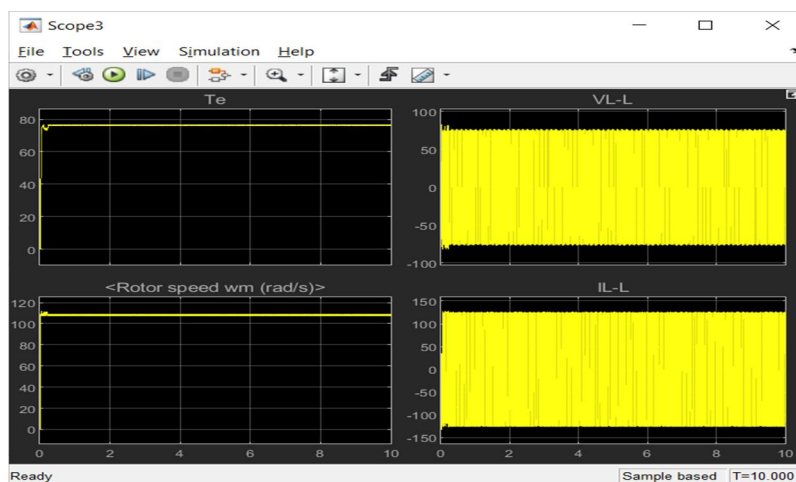 Scope3
File Tools View Simulation Help
Te
80
60
40
20
0
VL-L
100
50
0
-50
-100
<Rotor speed wm (rad/s)>
120
100
80
60
40
20
0
0 2 4 6 8 10
IL-L
150
100
50
0
-50
-100
-150
0 2 4 6 8 10
Ready Sample based T=10.000